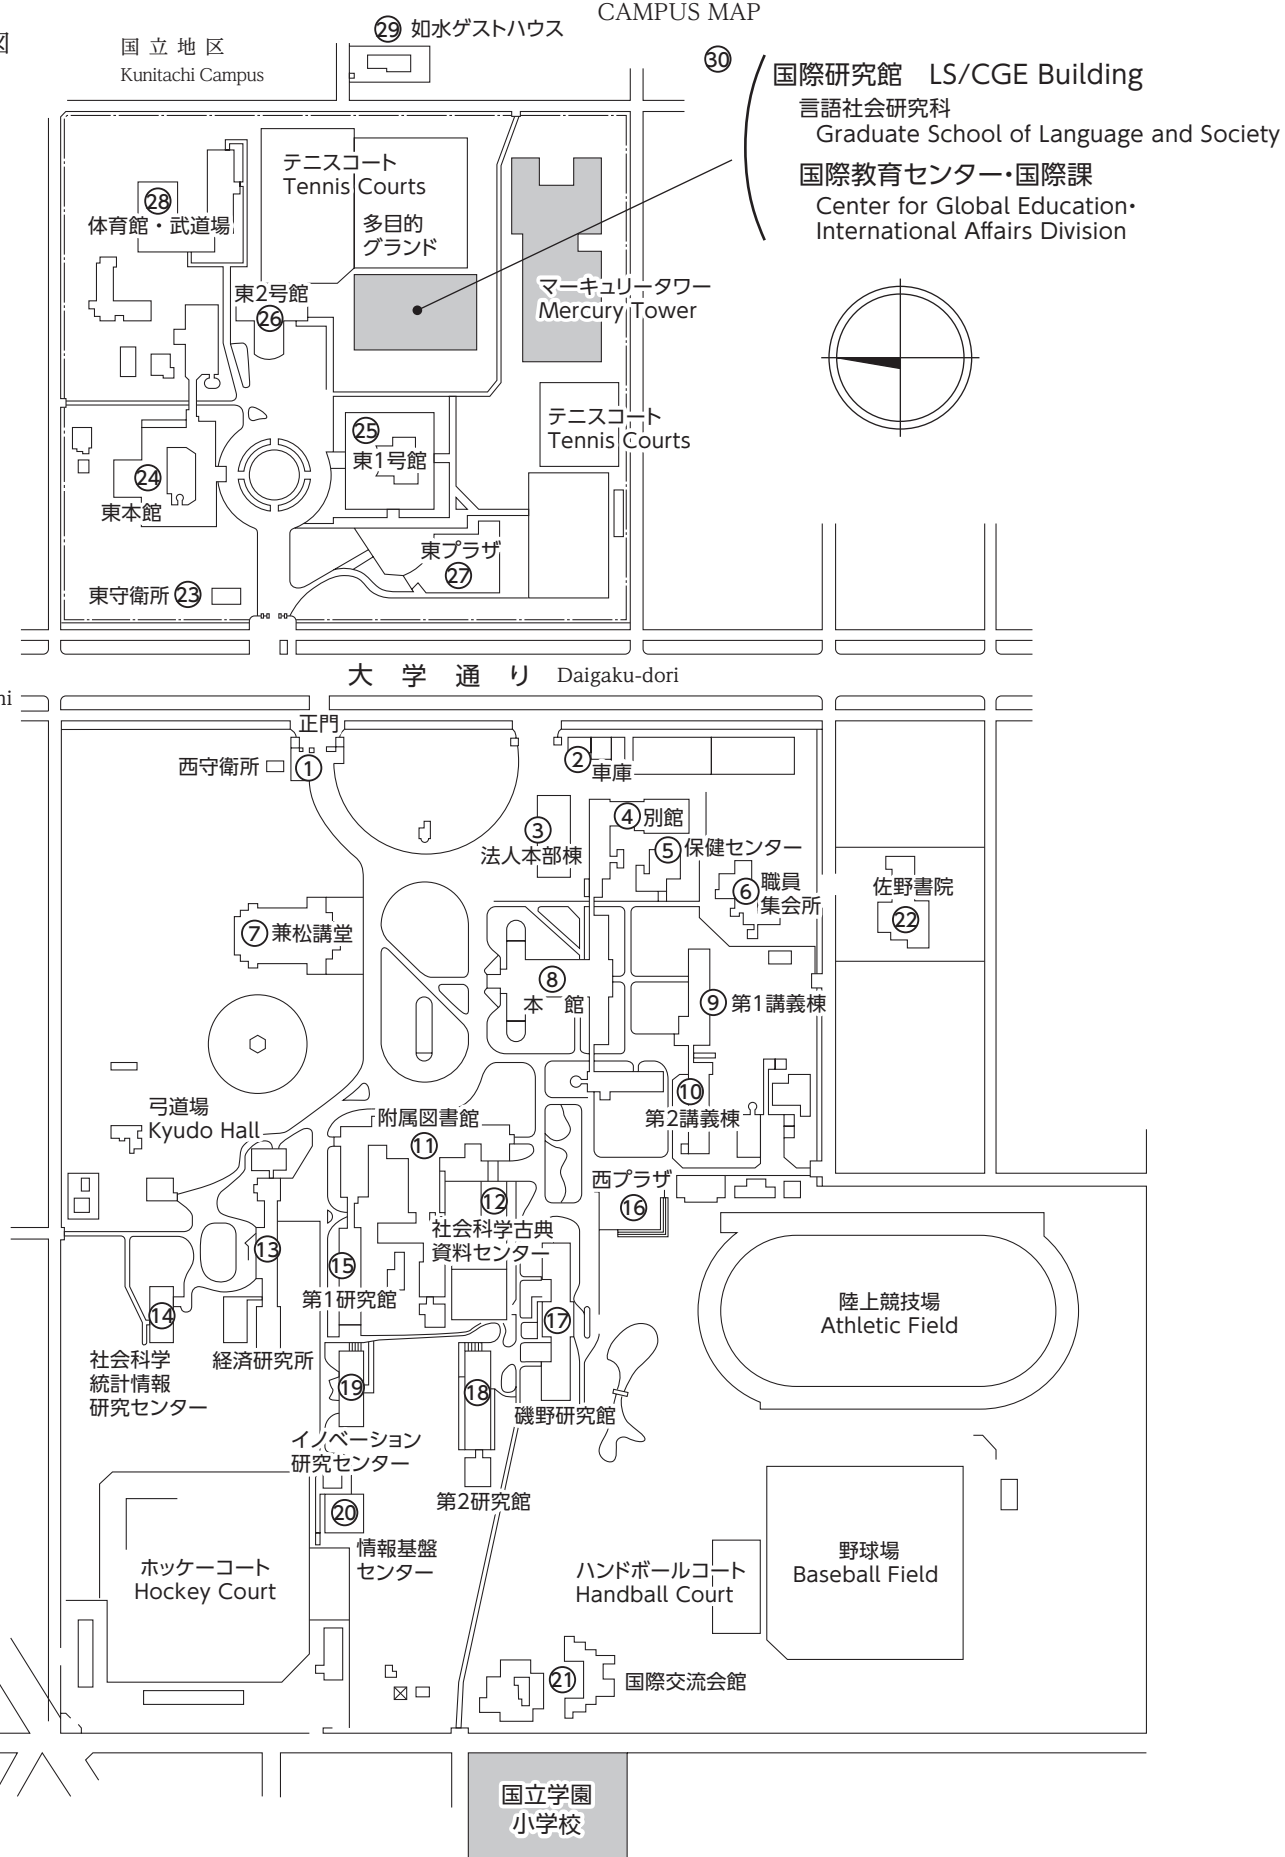 CAMPUS MAP
図
国立地区
Kunitachi Campus
㉙ 如水ゲストハウス
㉚
国際研究館 LS/CGE Building
言語社会研究科
Graduate School of Language and Society
国際教育センター・国際課
Center for Global Education・
International Affairs Division
テニスコート
Tennis Courts
㉘
体育館・武道場
多目的
グランド
東2号館
㉖
マーキュリータワー
Mercury Tower
テニスコート
Tennis Courts
㉕
東1号館
㉔
東本館
東プラザ
㉗
東守衛所 ㉓
大学通り Daigaku-dori
正門
西守衛所
①
②
車庫
③
法人本部棟
④ 別館
⑤ 保健センター
⑥ 職員
集会所
佐野書院
㉒
⑦ 兼松講堂
⑧
本館
⑨ 第1講義棟
⑩
第2講義棟
弓道場
Kyudo Hall
附属図書館
⑪
⑫
社会科学古典
資料センター
西プラザ
⑯
⑬
経済研究所
⑭
社会科学
統計情報
研究センター
⑮
第1研究館
⑰
磯野研究館
⑱
第2研究館
⑲
イノベーション
研究センター
⑳
情報基盤
センター
陸上競技場
Athletic Field
ホッケーコート
Hockey Court
ハンドボールコート
Handball Court
野球場
Baseball Field
㉑ 国際交流会館
国立学園
小学校